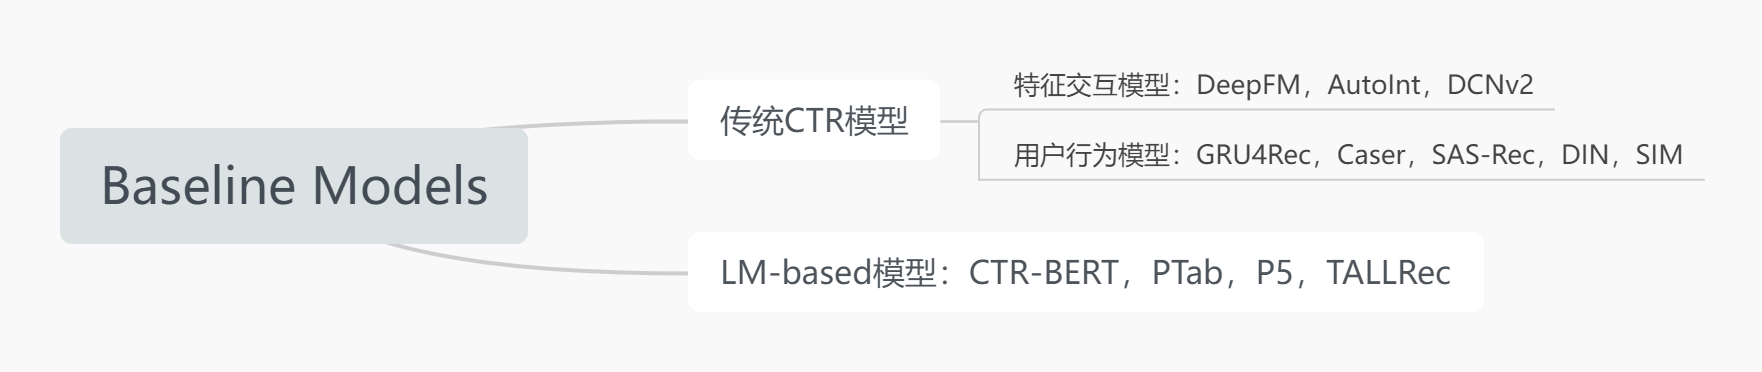 Baseline Models
传统CTR模型
特征交互模型：DeepFM，AutoInt，DCNv2
用户行为模型：GRU4Rec，Caser，SAS-Rec，DIN，SIM
LM-based模型：CTR-BERT，PTab，P5，TALLRec